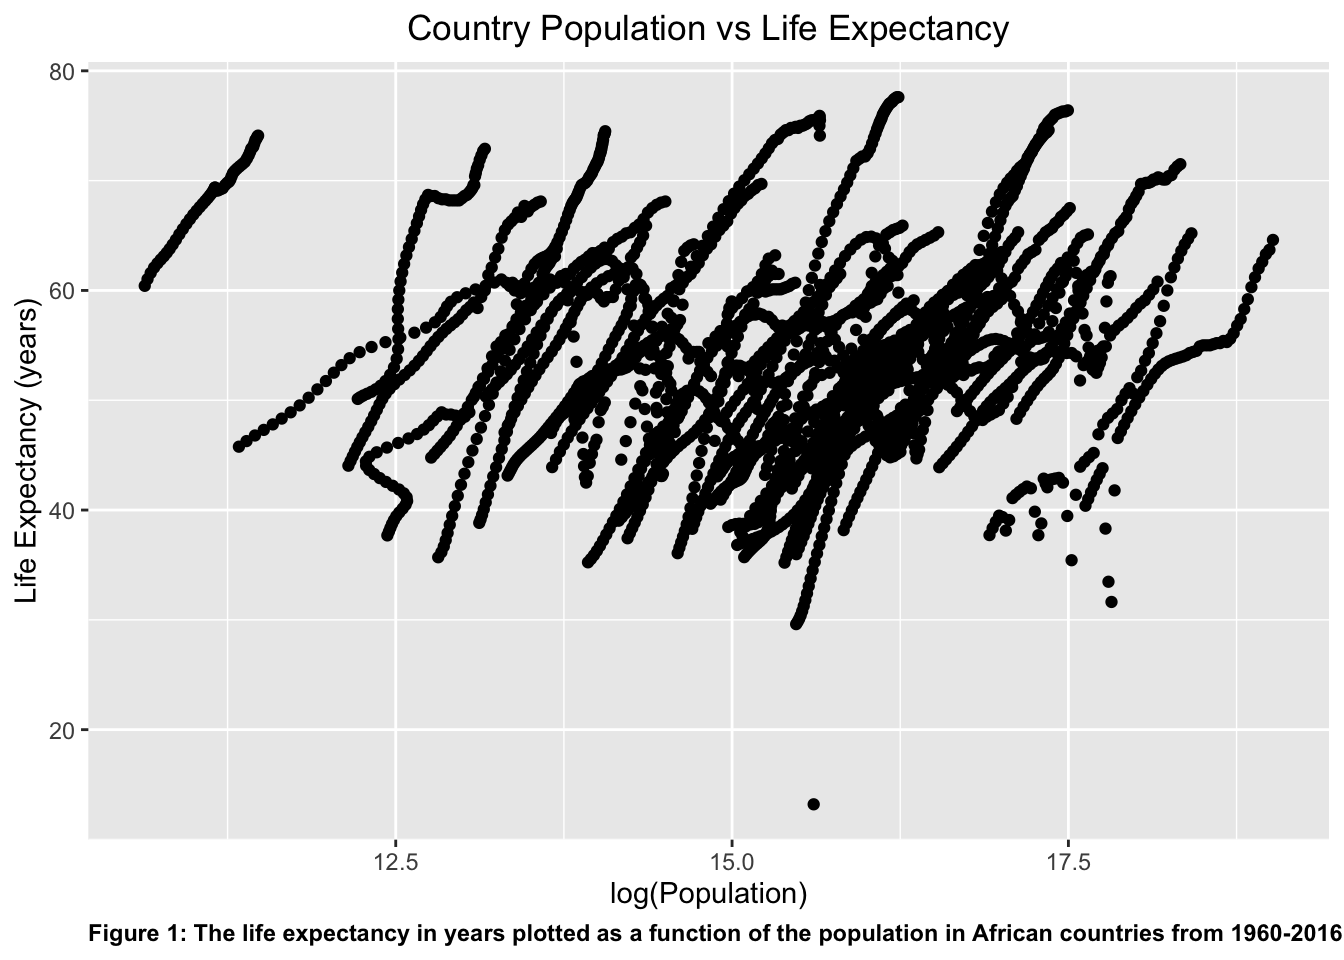 Country Population vs Life Expectancy
80
60
40
20
Life Expectancy (years)
12.5 15.0 17.5
log(Population)
Figure 1: The life expectancy in years plotted as a function of the population in African countries from 1960-2016